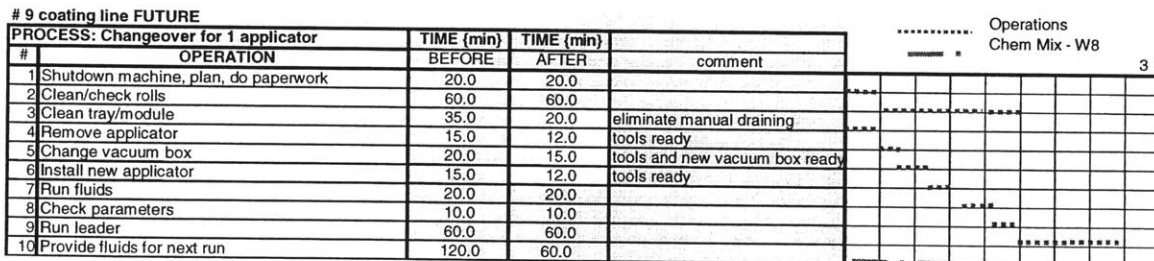 # 9 coating line FUTURE
Operations
PROCESS: Changeover for 1 applicator TIME {min} TIME {min}
Chem Mix - W8
# OPERATION BEFORE AFTER comment 3
1 Shutdown machine, plan, do paperwork 20.0 20.0
2 Clean/check rolls 60.0 60.0
3 Clean tray/module 35.0 20.0 eliminate manual draining
4 Remove applicator 15.0 12.0 tools ready
5 Change vacuum box 20.0 15.0 tools and new vacuum box ready
6 Install new applicator 15.0 12.0 tools ready
7 Run fluids 20.0 20.0
8 Check parameters 10.0 10.0
9 Run leader 60.0 60.0
10 Provide fluids for next run 120.0 60.0